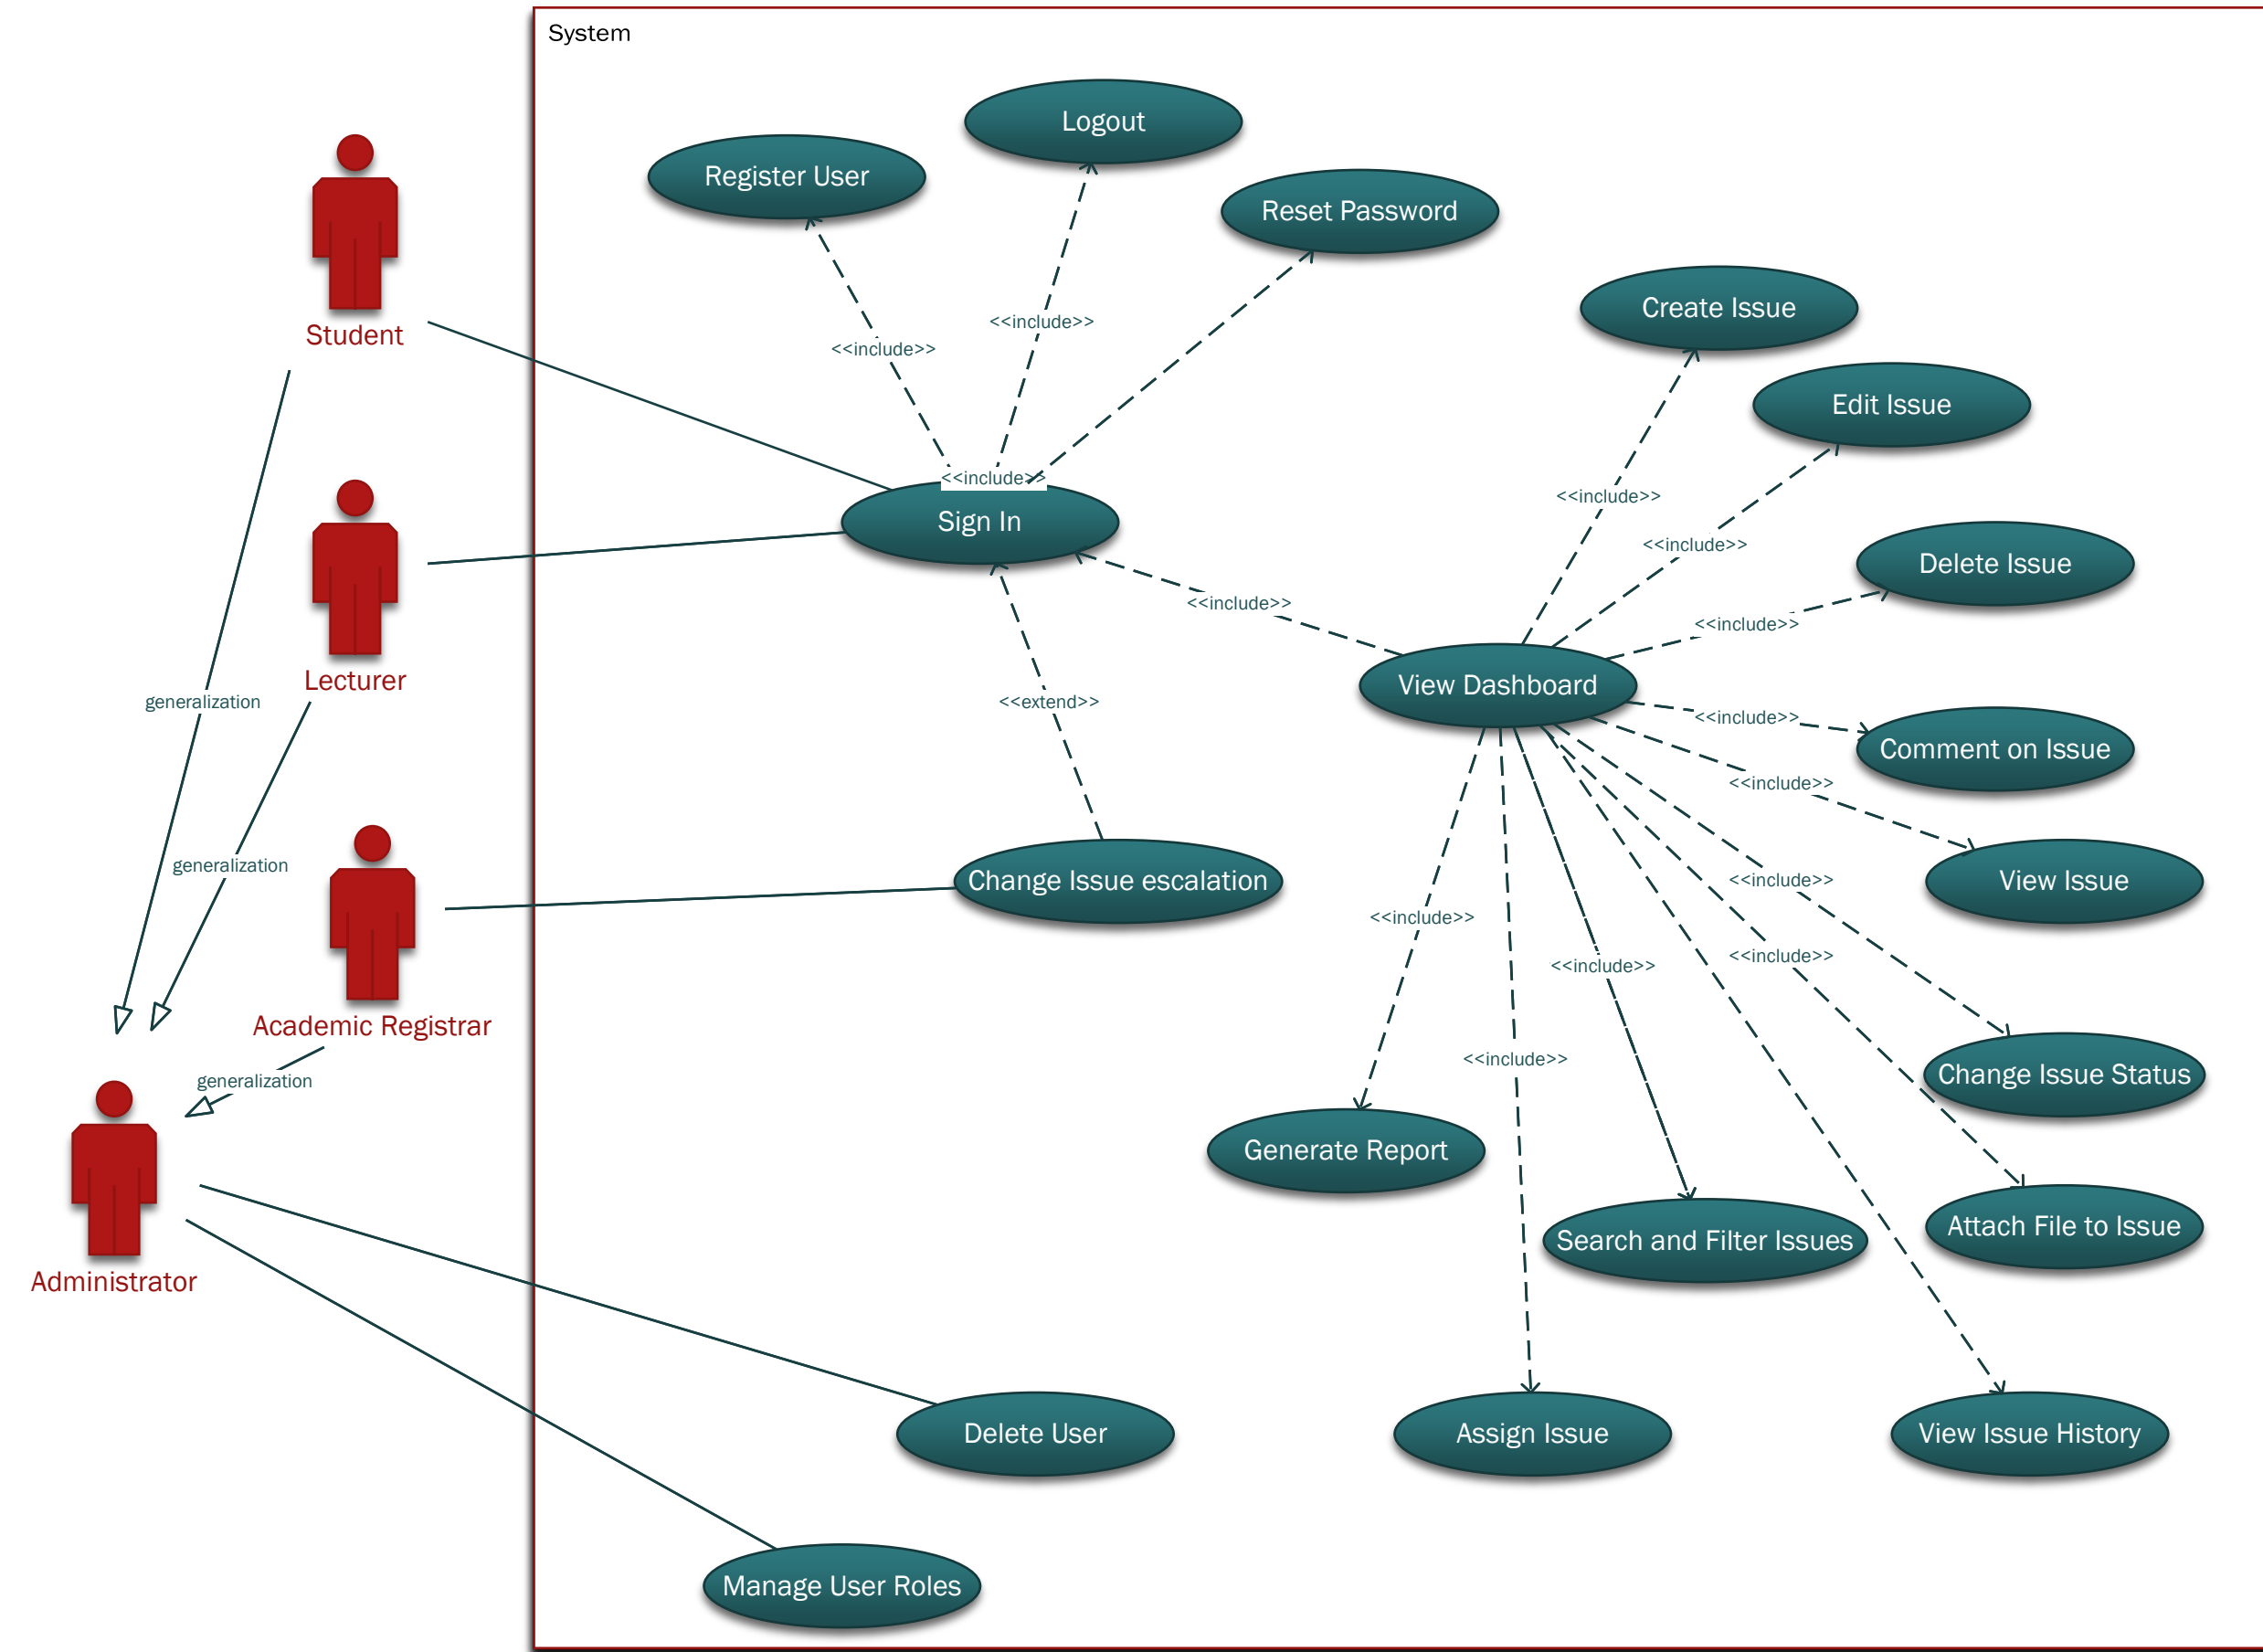 System
Logout
Register User
Reset Password
Create Issue
<<include>>
Student
<<include>>
Edit Issue
<<include>>
<<include>>
Sign In
<<include>>
Delete Issue
<<include>>
<<include>>
Lecturer
View Dashboard
generalization
<<extend>>
<<include>>
Comment on Issue
<<include>>
generalization
Change Issue escalation
<<include>>
View Issue
<<include>>
<<include>>
<<include>>
Academic Registrar
<<include>>
Change Issue Status
generalization
Generate Report
Attach File to Issue
Search and Filter Issues
Administrator
Delete User
Assign Issue
View Issue History
Manage User Roles